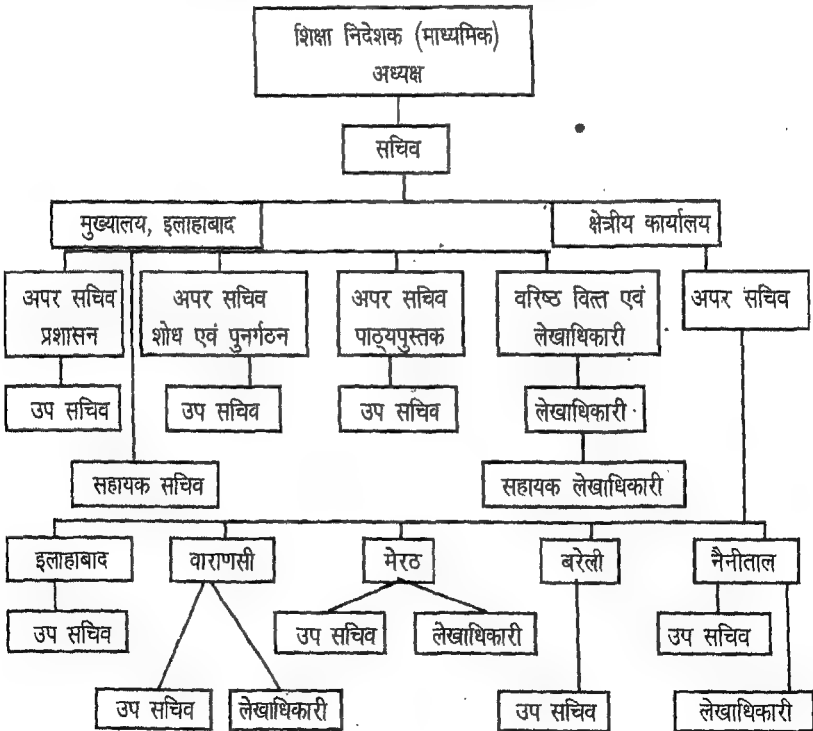 शिक्षा निदेशक (माध्यमिक)
अध्यक्ष
सचिव
मुख्यालय, इलाहाबाद
क्षेत्रीय कार्यालय
अपर सचिव
प्रशासन
अपर सचिव
शोध एवं पुनर्गठन
अपर सचिव
पाठ्यपुस्तक
वरिष्ठ वित्त एवं
लेखाधिकारी
अपर सचिव
उप सचिव
उप सचिव
उप सचिव
लेखाधिकारी
सहायक सचिव
सहायक लेखाधिकारी
इलाहाबाद
वाराणसी
मेरठ
बरेली
नैनीताल
उप सचिव
उप सचिव
लेखाधिकारी
उप सचिव
उप सचिव
लेखाधिकारी
उप सचिव
लेखाधिकारी